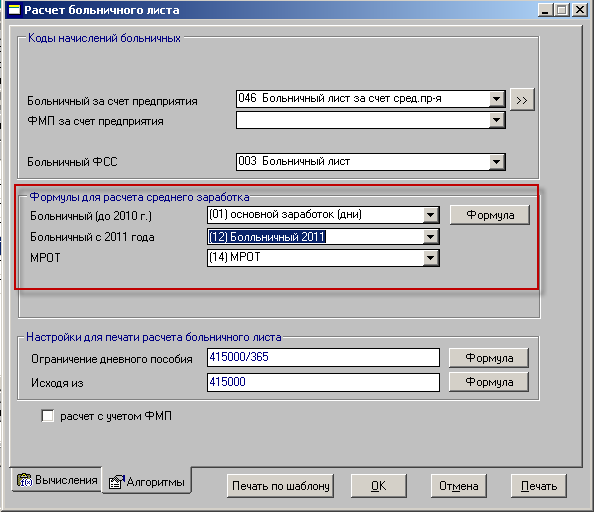 Расчет больничного листа
Коды начислений больничных
Больничный за счет предприятия 046 Больничный лист за счет сред.пр-я >>
ФМП за счет предприятия
Больничный ФСС 003 Больничный лист
Формулы для расчета среднего заработка
Больничный (до 2010 г.) (01) основной заработок (дни) Формула
Больничный с 2011 года (12) Болльничный 2011
МРОТ (14) МРОТ
Настройки для печати расчета больничного листа
Ограничение дневного пособия 415000/365 Формула
Исходя из 415000 Формула
расчет с учетом ФМП
Вычисления Алгоритмы Печать по шаблону OK Отмена Печать